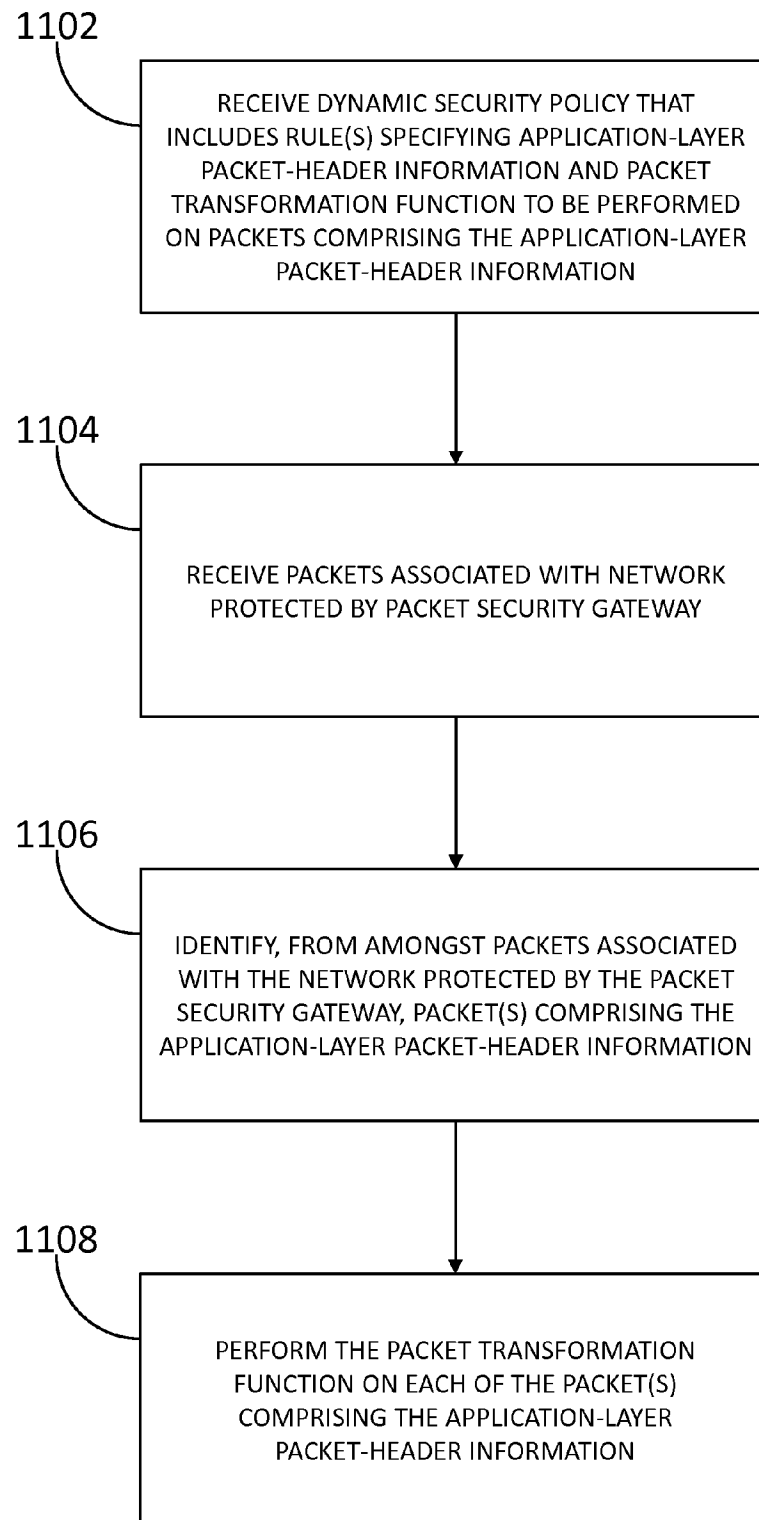 1102
RECEIVE DYNAMIC SECURITY POLICY THAT
INCLUDES RULE(S) SPECIFYING APPLICATION-LAYER
PACKET-HEADER INFORMATION AND PACKET
TRANSFORMATION FUNCTION TO BE PERFORMED
ON PACKETS COMPRISING THE APPLICATION-LAYER
PACKET-HEADER INFORMATION
1104
RECEIVE PACKETS ASSOCIATED WITH NETWORK
PROTECTED BY PACKET SECURITY GATEWAY
1106
IDENTIFY, FROM AMONGST PACKETS ASSOCIATED
WITH THE NETWORK PROTECTED BY THE PACKET
SECURITY GATEWAY, PACKET(S) COMPRISING THE
APPLICATION-LAYER PACKET-HEADER INFORMATION
1108
PERFORM THE PACKET TRANSFORMATION
FUNCTION ON EACH OF THE PACKET(S)
COMPRISING THE APPLICATION-LAYER
PACKET-HEADER INFORMATION